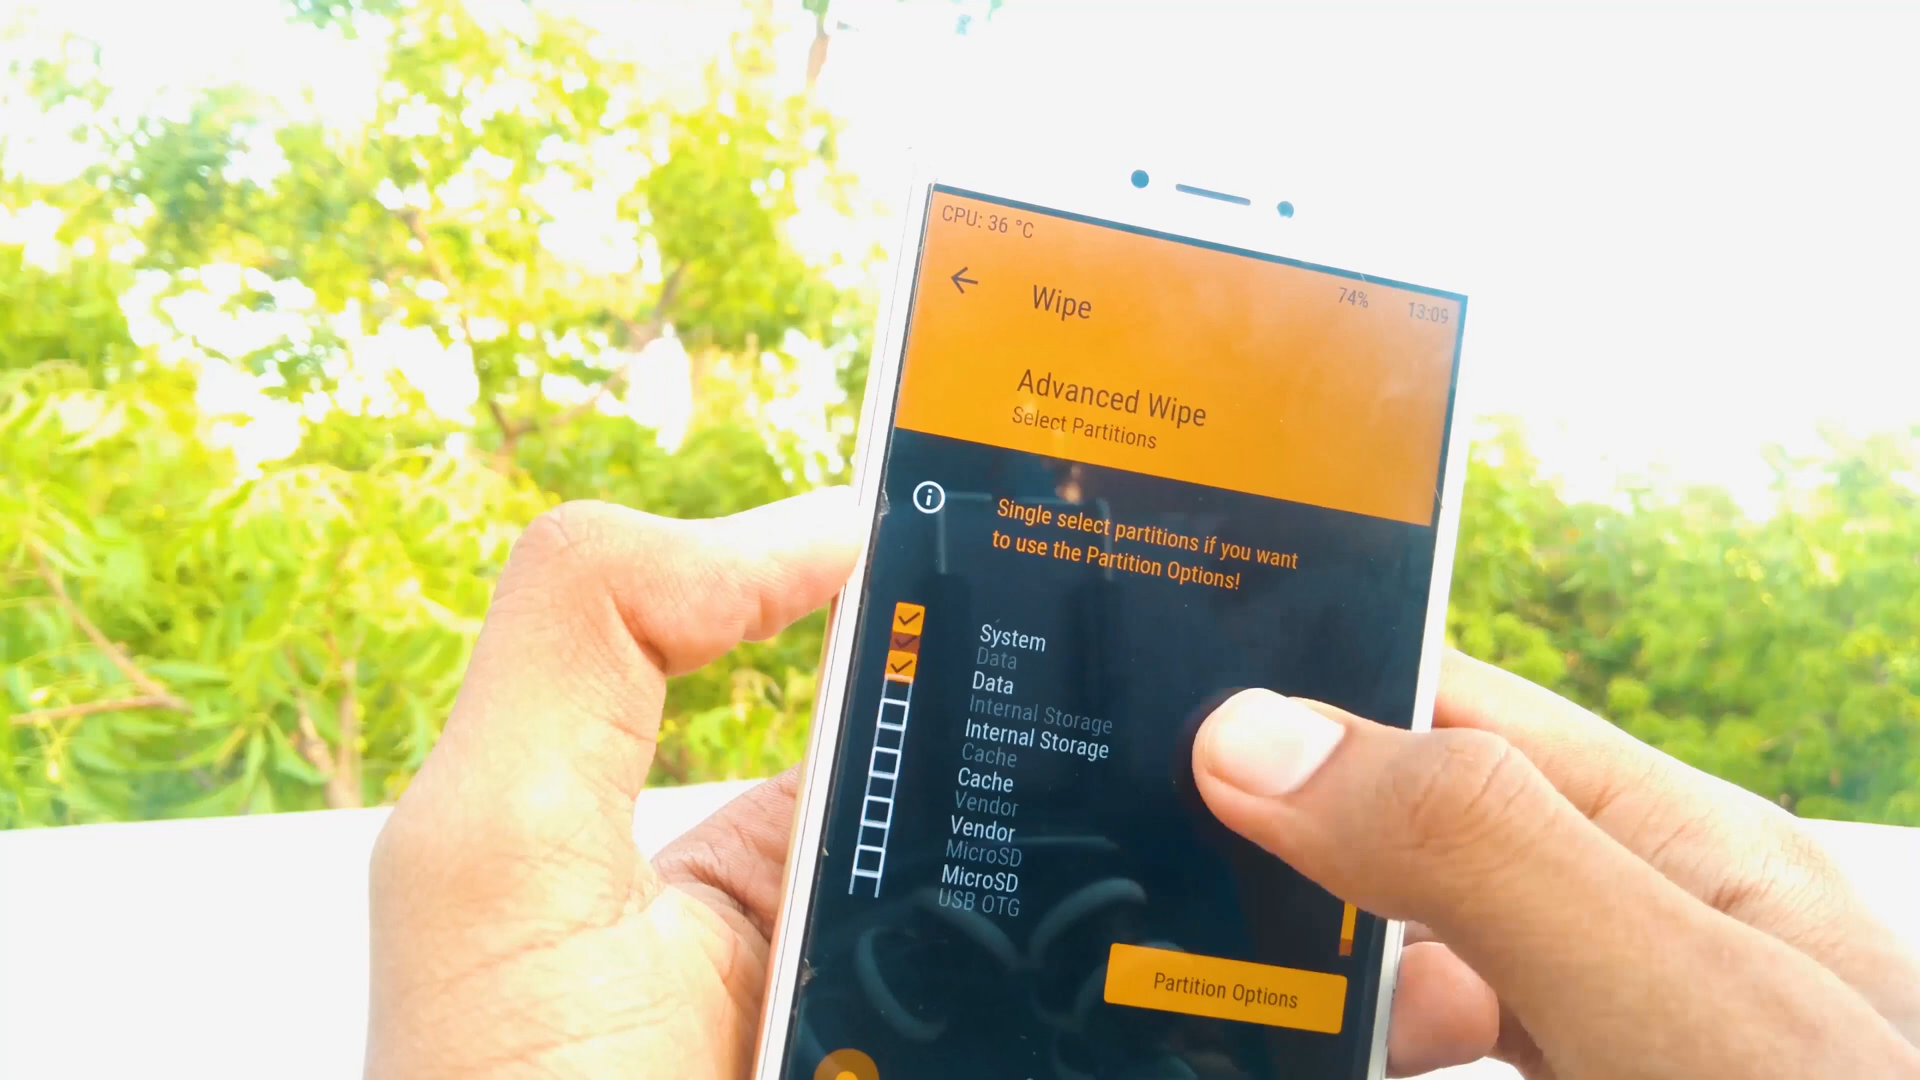 CPU: 36 °C
74%
13:09
Wipe
Advanced Wipe
Select Partitions
Single select partitions if you want
to use the Partition Options!
System
Data
Data
Internal Storage
Internal Storage
Cache
Cache
Vendor
Vendor
MicroSD
MicroSD
USB OTG
Partition Options